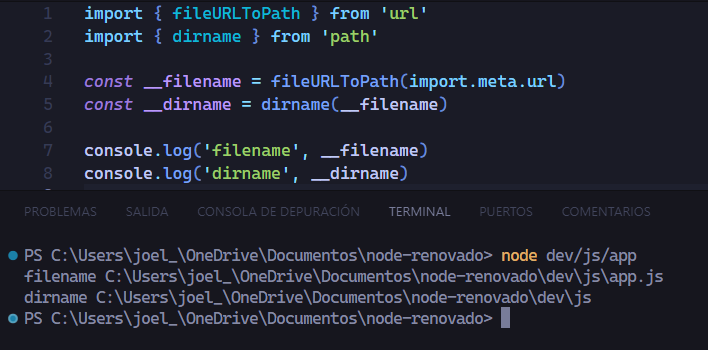 1 import { fileURLToPath } from 'url'
2 import { dirname } from 'path'
3
4 const __filename = fileURLToPath(import.meta.url)
5 const __dirname = dirname(__filename)
6
7 console.log('filename', __filename)
8 console.log('dirname', __dirname)
PROBLEMAS SALIDA CONSOLA DE DEPURACIÓN TERMINAL PUERTOS COMENTARIOS
PS C:\Users\joel_\OneDrive\Documentos\node-renovado> node dev/js/app
filename C:\Users\joel_\OneDrive\Documentos\node-renovado\dev\js\app.js
dirname C:\Users\joel_\OneDrive\Documentos\node-renovado\dev\js
PS C:\Users\joel_\OneDrive\Documentos\node-renovado>